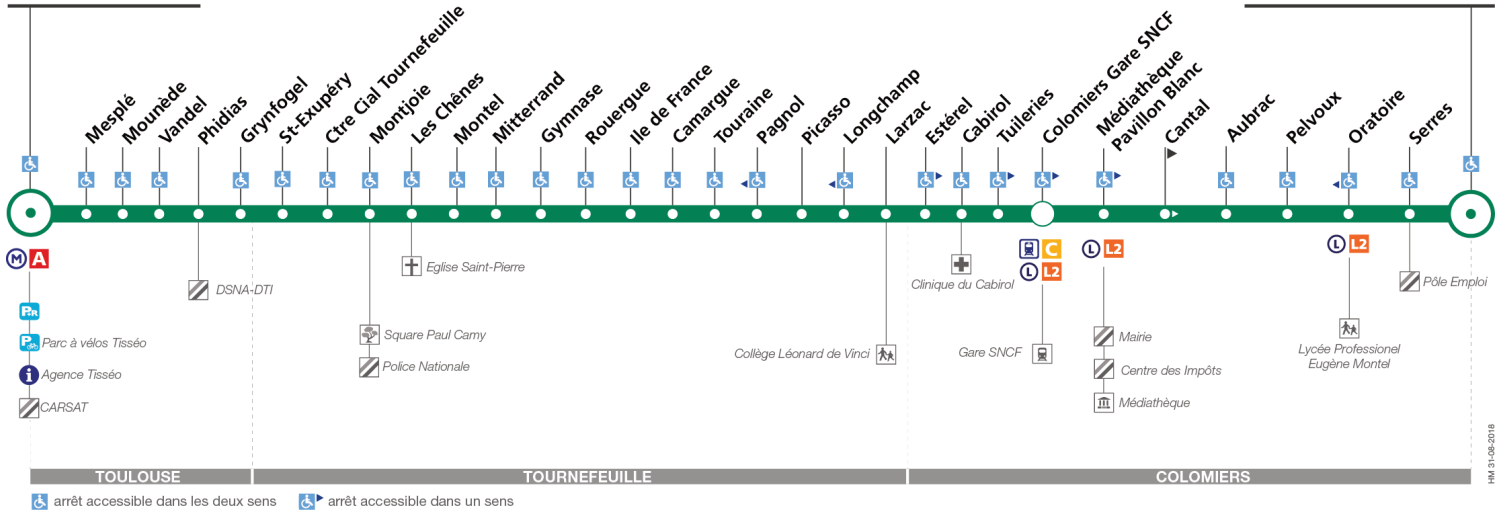 Mesplé
Mounède
Vandel
Phidias
Grynfogel
St-Exupéry
Ctre Cial Tournefeuille
Montjoie
Les Chênes
Montel
Mitterrand
Gymnase
Rouergue
Ile de France
Camargue
Touraine
Pagnol
Picasso
Longchamp
Larzac
Estérel
Cabirol
Tuileries
Colomiers Gare SNCF
Médiathèque
Pavillon Blanc
Cantal
Aubrac
Pelvoux
Oratoire
Serres
M A
P+R
P Parc à vélos Tisséo
i Agence Tisséo
CARSAT
DSNA-DTI
Square Paul Camy
Police Nationale
Eglise Saint-Pierre
Collège Léonard de Vinci
Clinique du Cabirol
C
L L2
Gare SNCF
L L2
Mairie
Centre des Impôts
Médiathèque
L L2
Lycée Professionel
Eugène Montel
Pôle Emploi
TOULOUSE
TOURNEFEUILLE
COLOMIERS
arrêt accessible dans les deux sens
arrêt accessible dans un sens
HM 31-08-2018